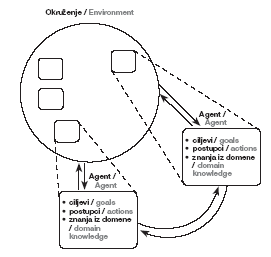 Okruženje / Environment
Agent /
Agent
• ciljevi / goals
• postupci / actions
• znanja iz domene
/ domain
knowledge
Agent /
Agent
• ciljevi / goals
• postupci / actions
• znanja iz domene
/ domain
knowledge